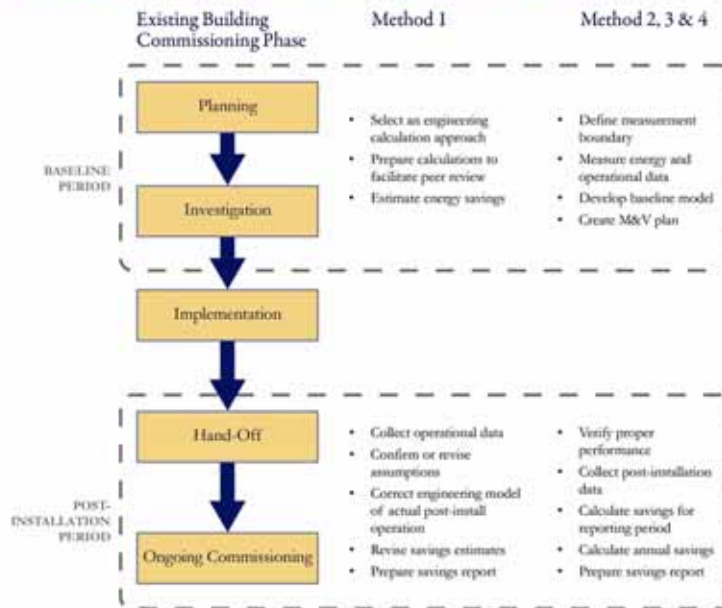 Existing Building
Commissioning Phase
Method 1
Method 2, 3 & 4
BASELINE
PERIOD
Planning
Investigation
• Select an engineering
calculation approach
• Prepare calculations to
facilitate peer review
• Estimate energy savings
• Define measurement
boundary
• Measure energy and
operational data
• Develop baseline model
• Create M&V plan
Implementation
POST-
INSTALLATION
PERIOD
Hand-Off
Ongoing Commissioning
• Collect operational data
• Confirm or revise
assumptions
• Correct engineering model
of actual post-install
operation
• Revise savings estimates
• Prepare savings report
• Verify proper
performance
• Collect post-installation
data
• Calculate savings for
reporting period
• Calculate annual savings
• Prepare savings report